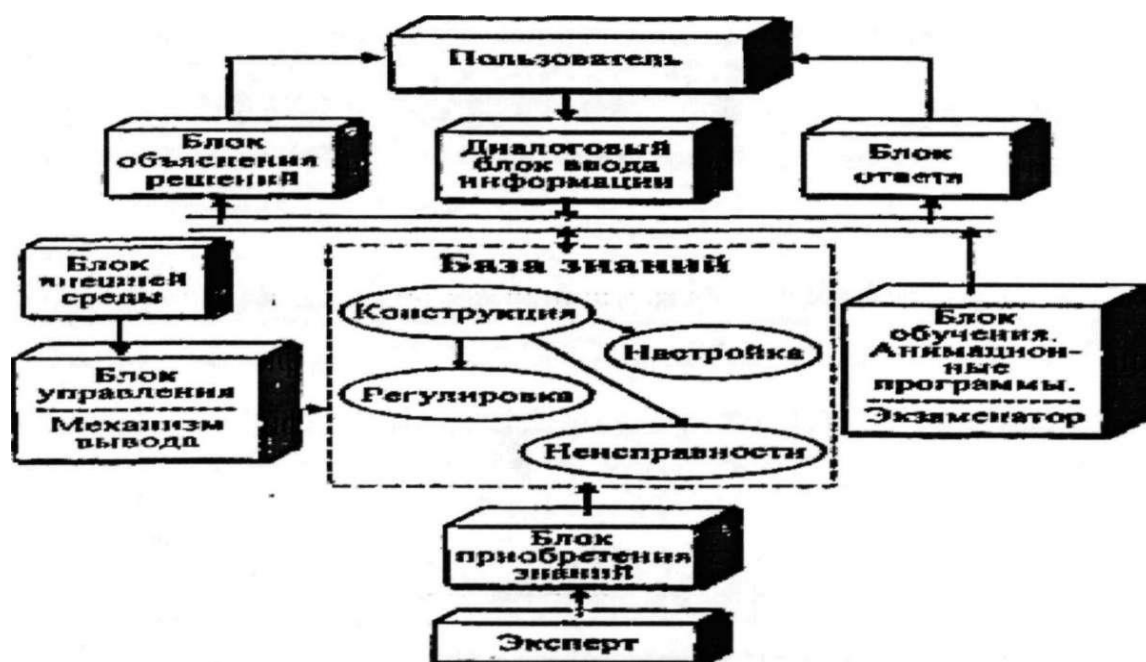 Пользователь
Блок
объяснения
решений
Диалоговый
блок ввода
информации
Блок
ответа
Блок
внешней
среды
База знаний
Конструкция
Настройка
Регулировка
Неисправности
Блок
управления
Механизм
вывода
Блок
обучения.
Анимацион-
ные
программы.
Экзаменатор
Блок
приобретения
знаний
Эксперт